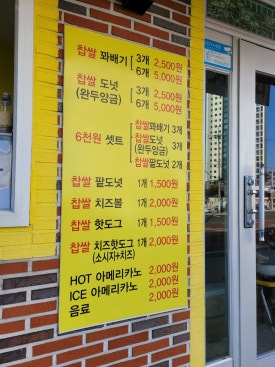 찹쌀 꽈배기 3개 2,500원
6개 5,000원
찹쌀 도넛 3개 2,500원
(완두앙금) 6개 5,000원
6천원 셋트 찹쌀꽈배기 3개
찹쌀도넛 3개
(완두앙금)
찹쌀팥도넛 2개
찹쌀 팥도넛 1개 1,500원
찹쌀 치즈볼 1개 2,000원
찹쌀 핫도그 1개 1,500원
찹쌀 치즈핫도그 1개 2,000원
(소시지+치즈)
HOT 아메리카노 2,000원
ICE 아메리카노 2,000원
음료 2,000원